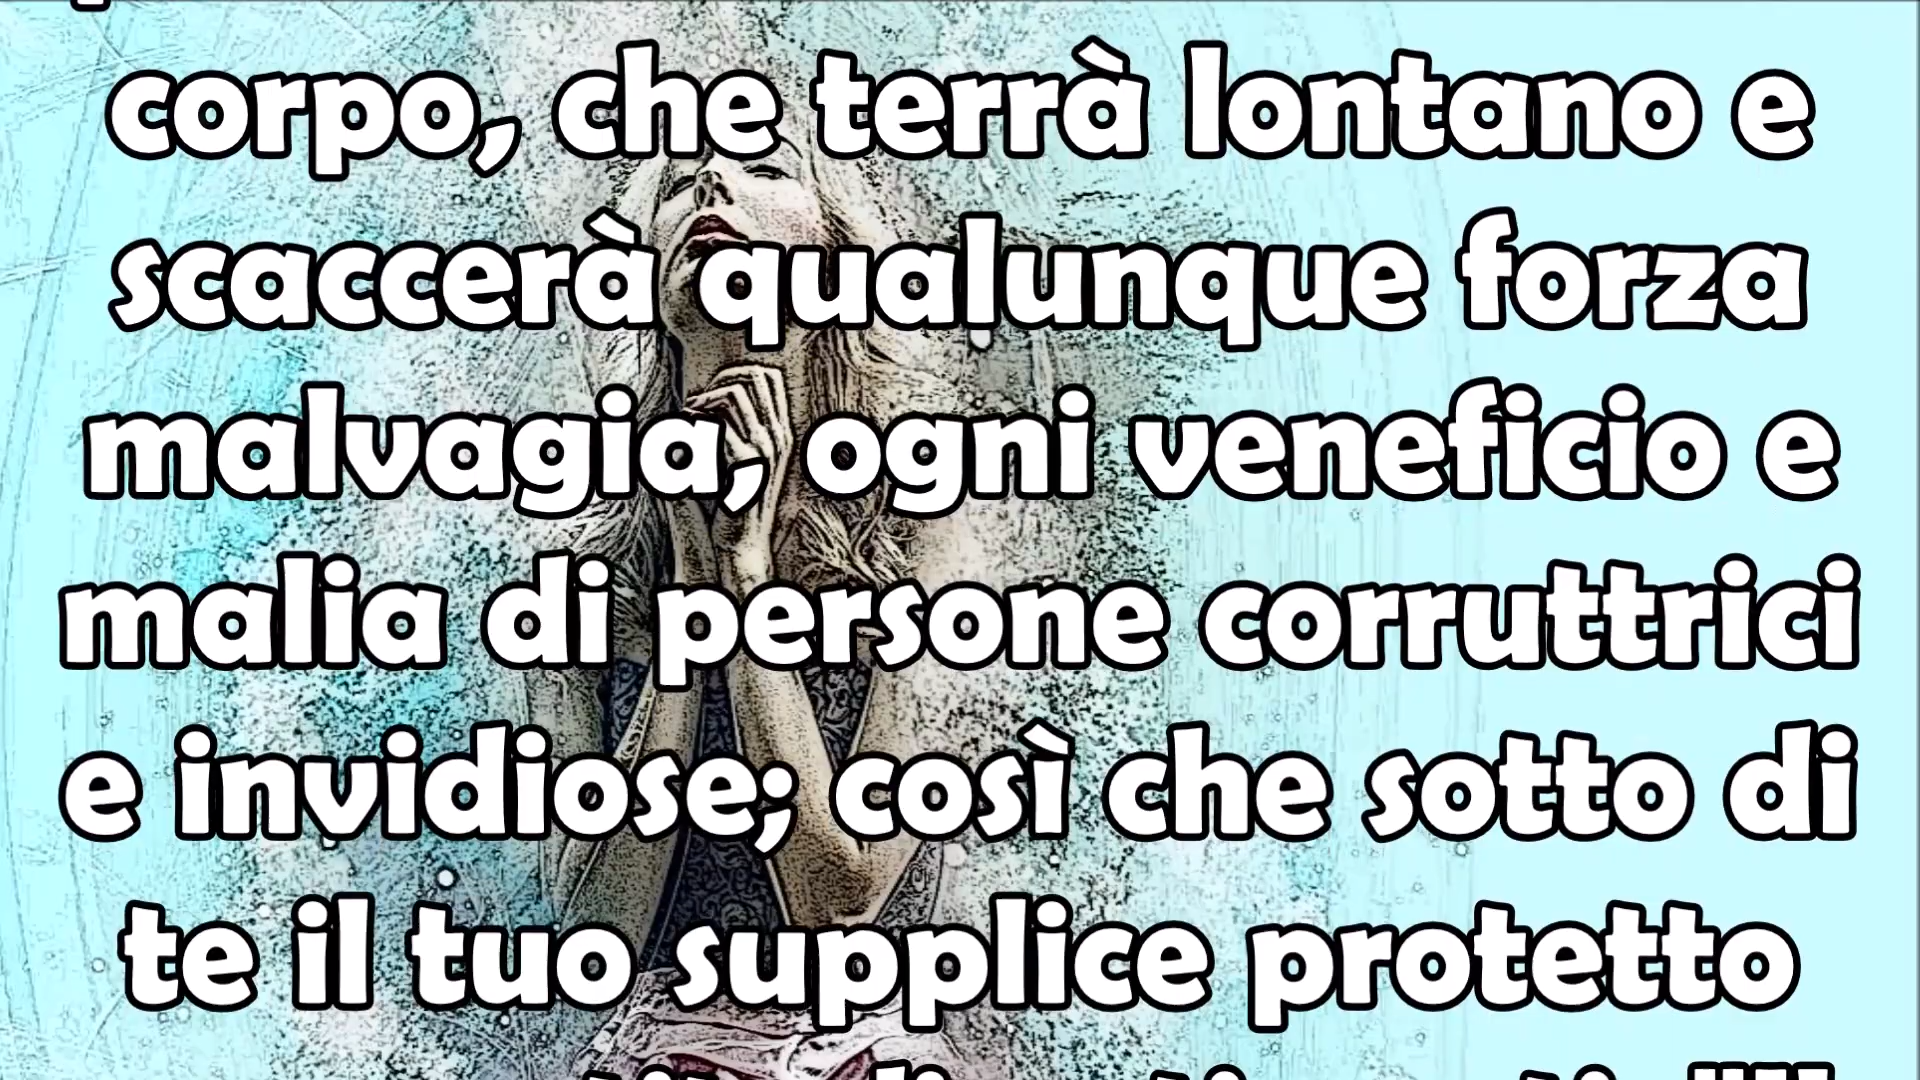 corpo, che terrà lontano e
scaccerà qualunque forza
malvagia, ogni veneficio e
malia di persone corruttrici
e invidiose; così che sotto di
te il tuo supplice protetto